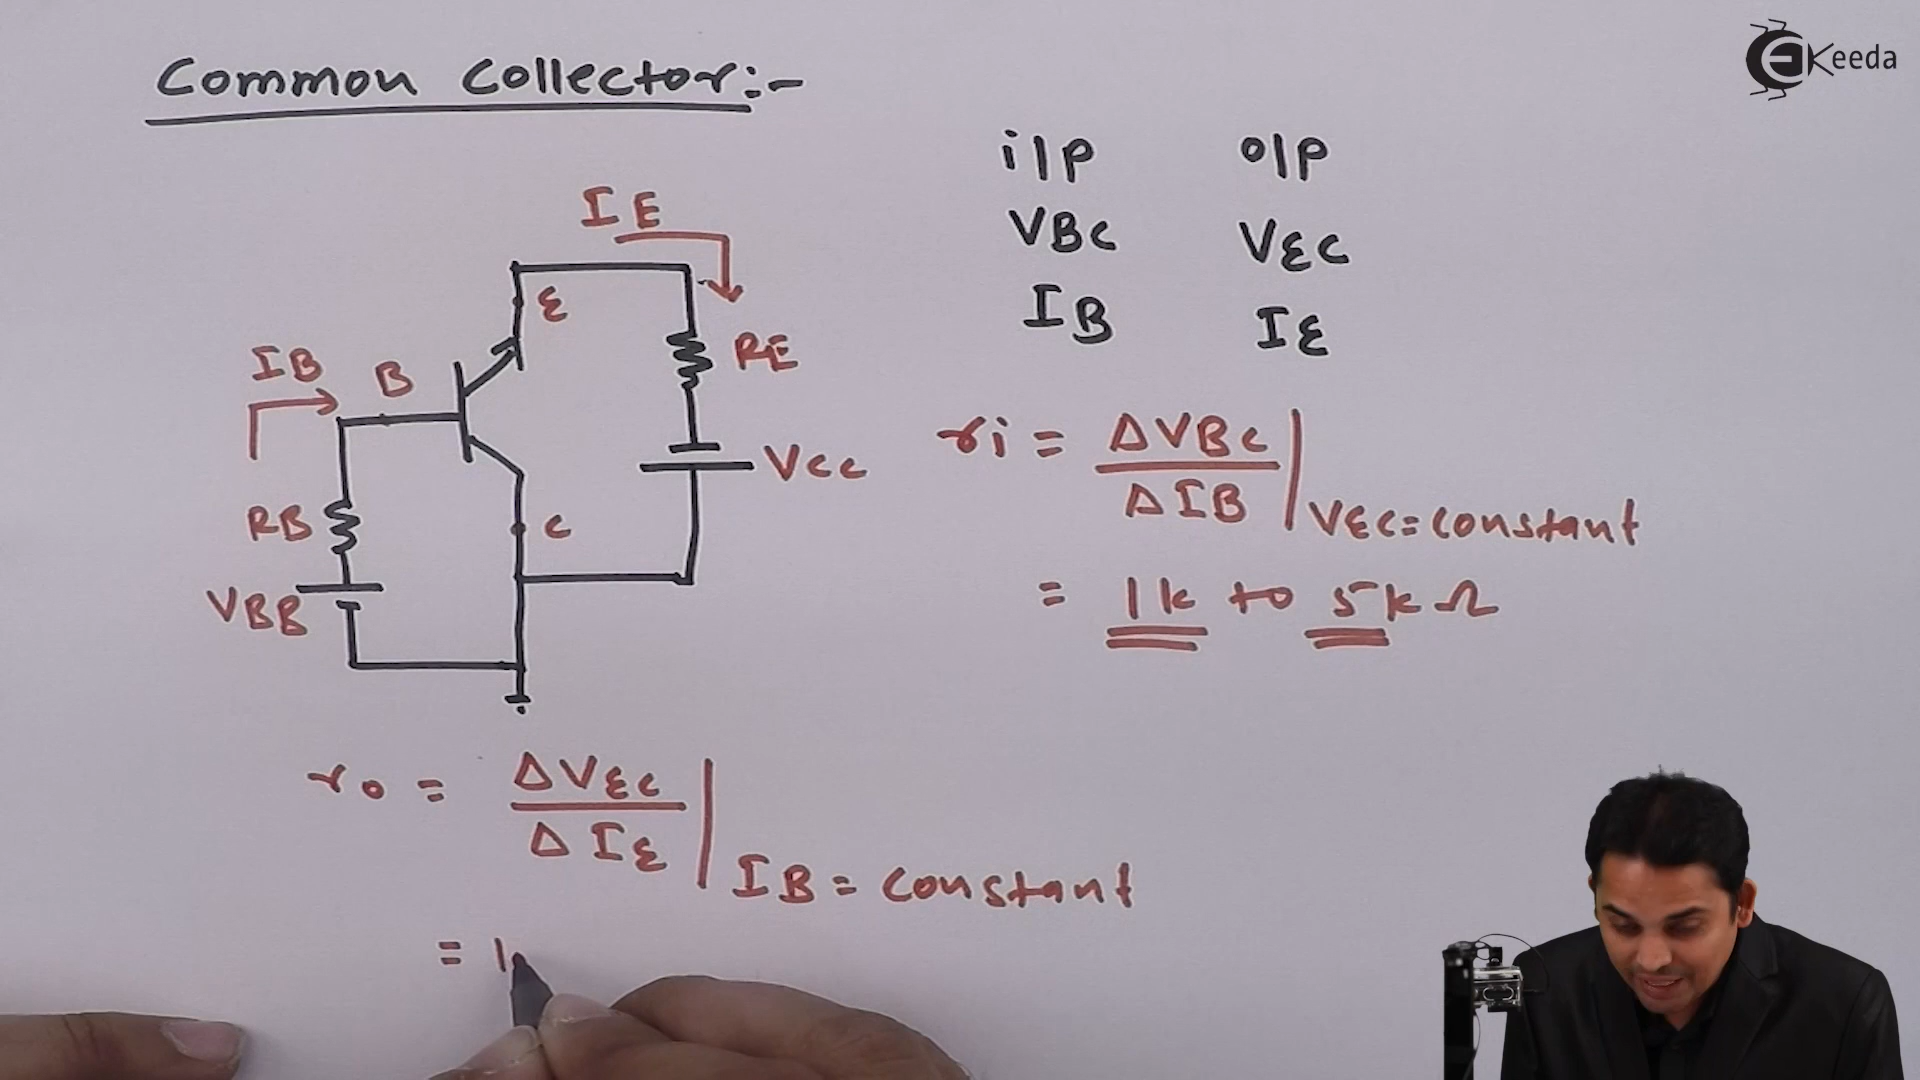 Common Collector:-
Keeda
i/p o/p
VBC VEC
IB IE
IE
E
RE
IB B
VCC
C
RB
VBB
ri = ΔVBC / ΔIB | VEC = constant
= 1k to 5kΩ
ro = ΔVEC / ΔIE | IB = constant
= 1